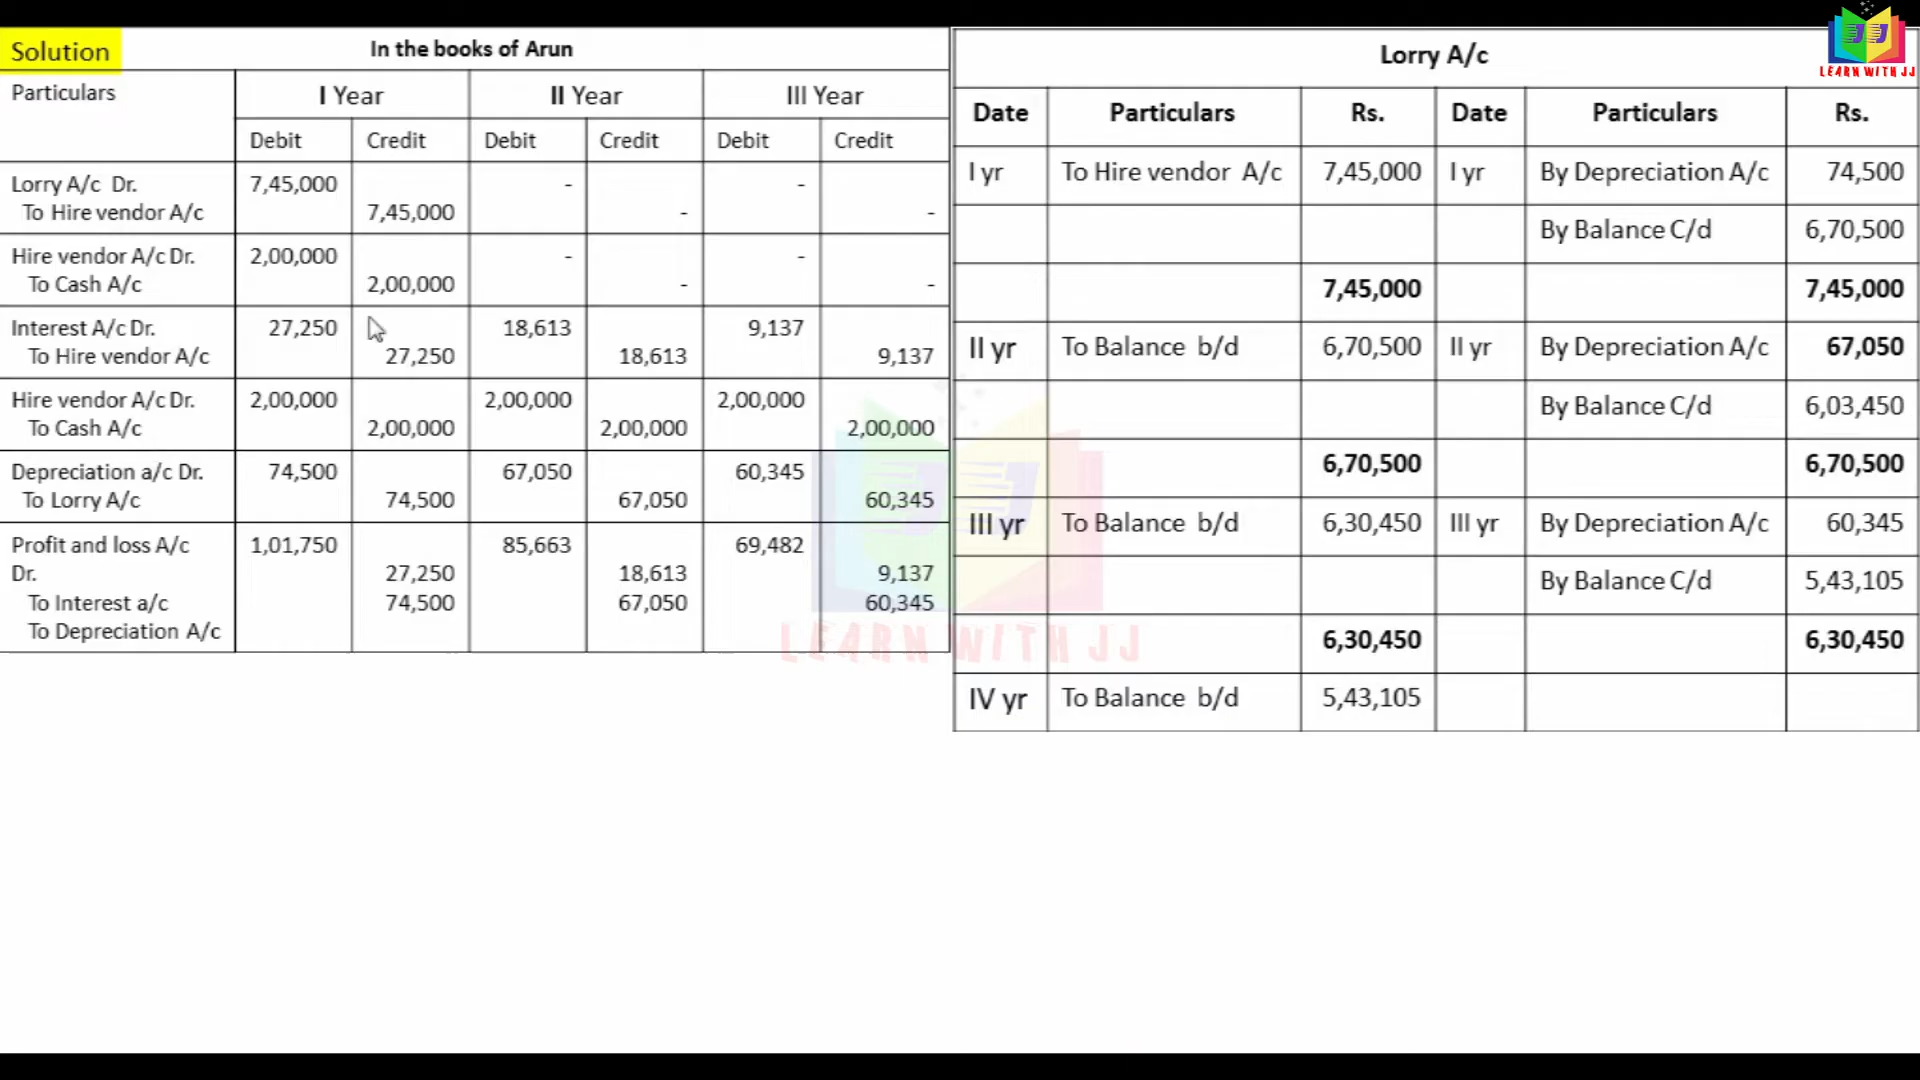 Solution
In the books of Arun
Particulars I Year II Year III Year
Debit Credit Debit Credit Debit Credit
Lorry A/c Dr. 7,45,000 - -
To Hire vendor A/c 7,45,000 - -
Hire vendor A/c Dr. 2,00,000 - -
To Cash A/c 2,00,000 - -
Interest A/c Dr. 27,250 18,613 9,137
To Hire vendor A/c 27,250 18,613 9,137
Hire vendor A/c Dr. 2,00,000 2,00,000 2,00,000
To Cash A/c 2,00,000 2,00,000 2,00,000
Depreciation a/c Dr. 74,500 67,050 60,345
To Lorry A/c 74,500 67,050 60,345
Profit and loss A/c 1,01,750 85,663 69,482
Dr. 27,250 18,613 9,137
To Interest a/c 74,500 67,050 60,345
To Depreciation A/c
Lorry A/c
Date Particulars Rs. Date Particulars Rs.
I yr To Hire vendor A/c 7,45,000 I yr By Depreciation A/c 74,500
By Balance C/d 6,70,500
7,45,000 7,45,000
II yr To Balance b/d 6,70,500 II yr By Depreciation A/c 67,050
By Balance C/d 6,03,450
6,70,500 6,70,500
III yr To Balance b/d 6,30,450 III yr By Depreciation A/c 60,345
By Balance C/d 5,43,105
6,30,450 6,30,450
IV yr To Balance b/d 5,43,105
JJ
LEARN WITH JJ
JJ
LEARN WITH JJ